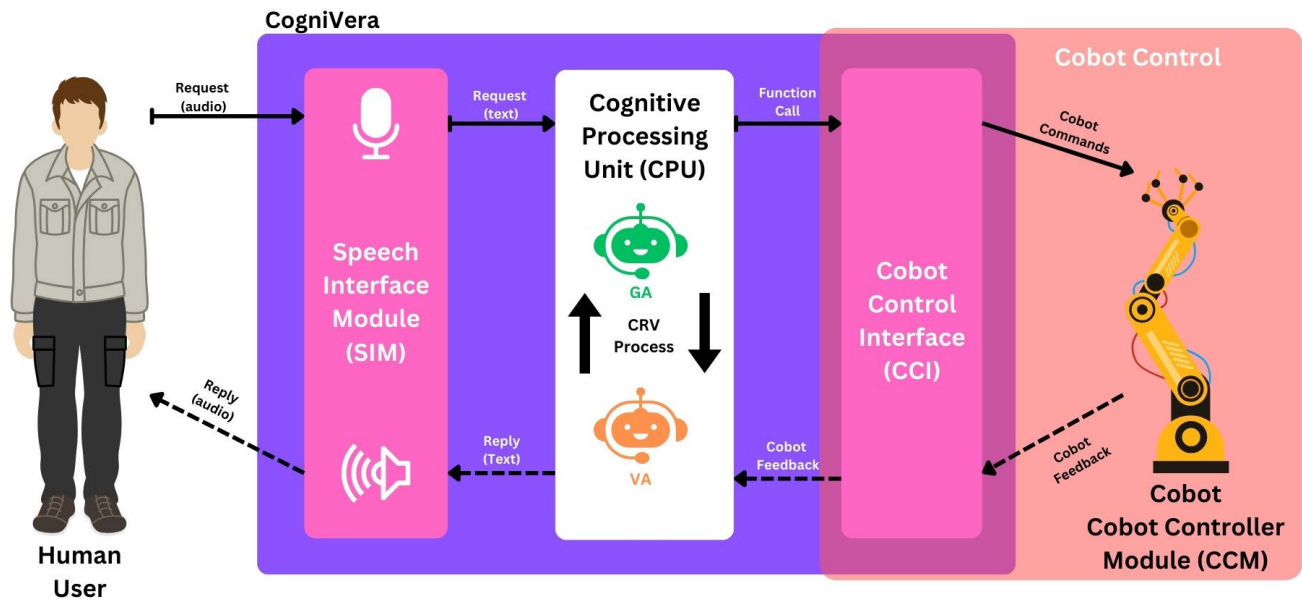 CogniVera
Cobot Control
Request
(audio)
Request
(text)
Cognitive
Processing
Unit (CPU)
Function
Call
Cobot
Commands
Speech
Interface
Module
(SIM)
GA
CRV
Process
VA
Cobot
Control
Interface
(CCI)
Reply
(audio)
Reply
(Text)
Cobot
Feedback
Cobot
Feedback
Human
User
Cobot
Cobot Controller
Module (CCM)